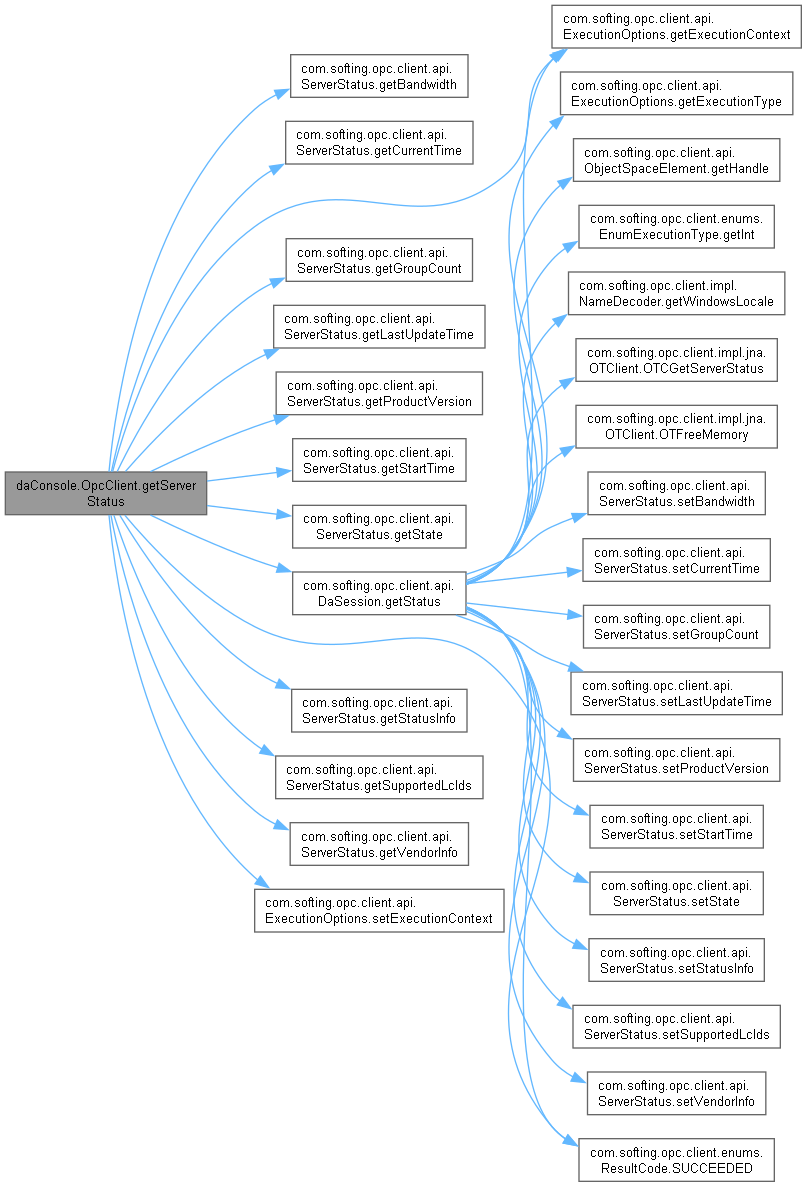 daConsole.OpcClient.getServer
Status
com.softing.opc.client.api.
ServerStatus.getBandwidth
com.softing.opc.client.api.
ServerStatus.getCurrentTime
com.softing.opc.client.api.
ServerStatus.getGroupCount
com.softing.opc.client.api.
ServerStatus.getLastUpdateTime
com.softing.opc.client.api.
ServerStatus.getProductVersion
com.softing.opc.client.api.
ServerStatus.getStartTime
com.softing.opc.client.api.
ServerStatus.getState
com.softing.opc.client.api.
DaSession.getStatus
com.softing.opc.client.api.
ServerStatus.getStatusInfo
com.softing.opc.client.api.
ServerStatus.getSupportedLcIds
com.softing.opc.client.api.
ServerStatus.getVendorInfo
com.softing.opc.client.api.
ExecutionOptions.setExecutionContext
com.softing.opc.client.api.
ExecutionOptions.getExecutionContext
com.softing.opc.client.api.
ExecutionOptions.getExecutionType
com.softing.opc.client.api.
ObjectSpaceElement.getHandle
com.softing.opc.client.enums.
EnumExecutionType.getInt
com.softing.opc.client.impl.
NameDecoder.getWindowsLocale
com.softing.opc.client.impl.jna.
OTClient.OTCGetServerStatus
com.softing.opc.client.impl.jna.
OTClient.OTFreeMemory
com.softing.opc.client.api.
ServerStatus.setBandwidth
com.softing.opc.client.api.
ServerStatus.setCurrentTime
com.softing.opc.client.api.
ServerStatus.setGroupCount
com.softing.opc.client.api.
ServerStatus.setLastUpdateTime
com.softing.opc.client.api.
ServerStatus.setProductVersion
com.softing.opc.client.api.
ServerStatus.setStartTime
com.softing.opc.client.api.
ServerStatus.setState
com.softing.opc.client.api.
ServerStatus.setStatusInfo
com.softing.opc.client.api.
ServerStatus.setSupportedLcIds
com.softing.opc.client.api.
ServerStatus.setVendorInfo
com.softing.opc.client.enums.
ResultCode.SUCCEEDED